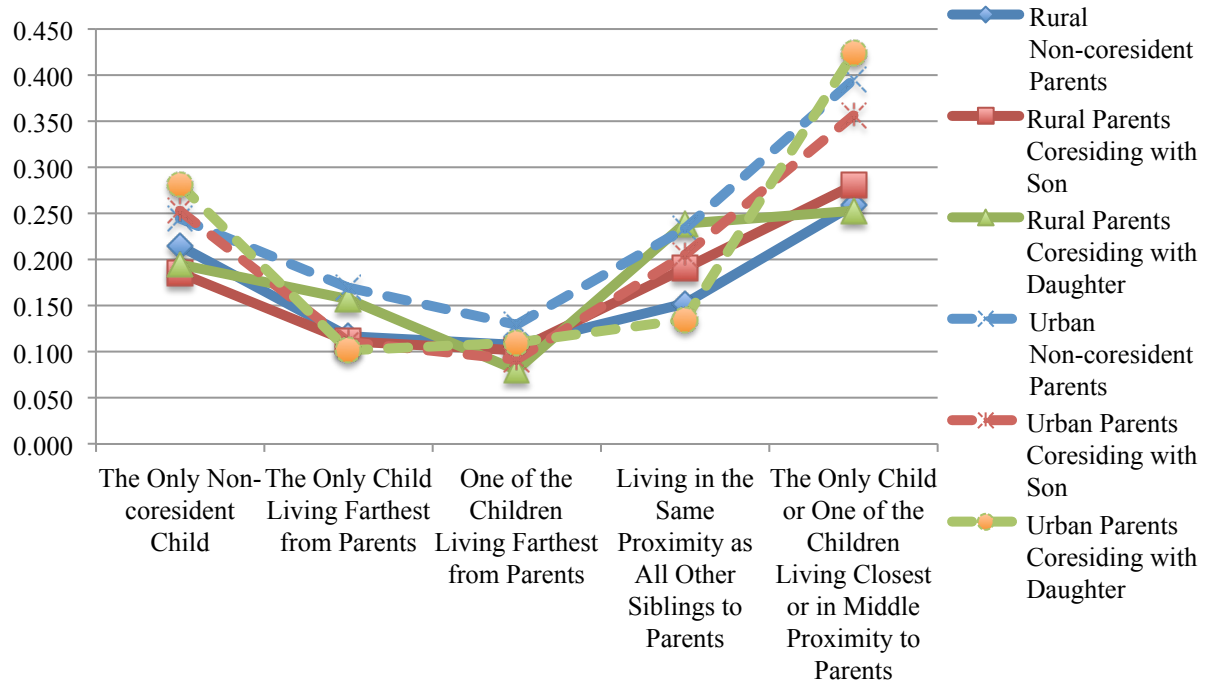 0.450
0.400
0.350
0.300
0.250
0.200
0.150
0.100
0.050
0.000
The Only Non-
coresident
Child
The Only Child
Living Farthest
from Parents
One of the
Children
Living Farthest
from Parents
Living in the
Same
Proximity as
All Other
Siblings to
Parents
The Only Child
or One of the
Children
Living Closest
or in Middle
Proximity to
Parents
Rural
Non-coresident
Parents
Rural Parents
Coresiding with
Son
Rural Parents
Coresiding with
Daughter
Urban
Non-coresident
Parents
Urban Parents
Coresiding with
Son
Urban Parents
Coresiding with
Daughter